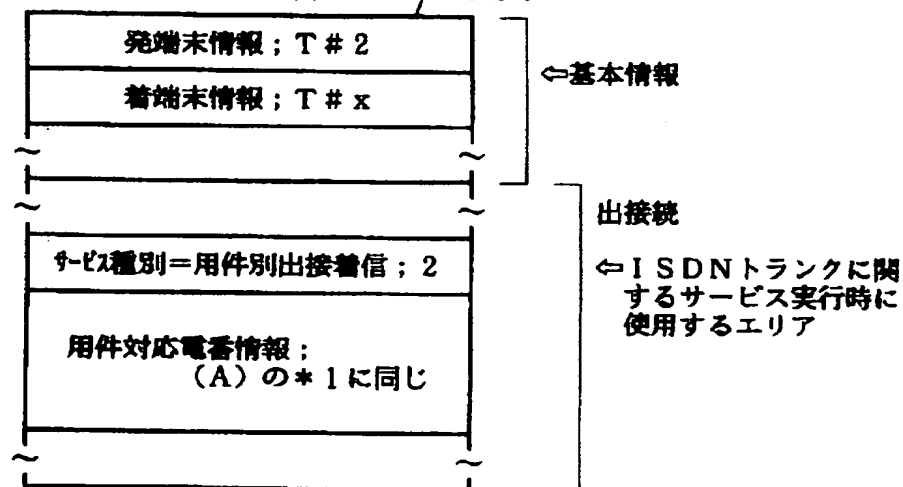 発端末情報；T＃2
着端末情報；T＃x
⇦基本情報
出接続
サービス種別＝用件別出接着信；2
⇦ISDNトランクに関
するサービス実行時に
使用するエリア
用件対応電番情報；
（A）の＊1に同じ